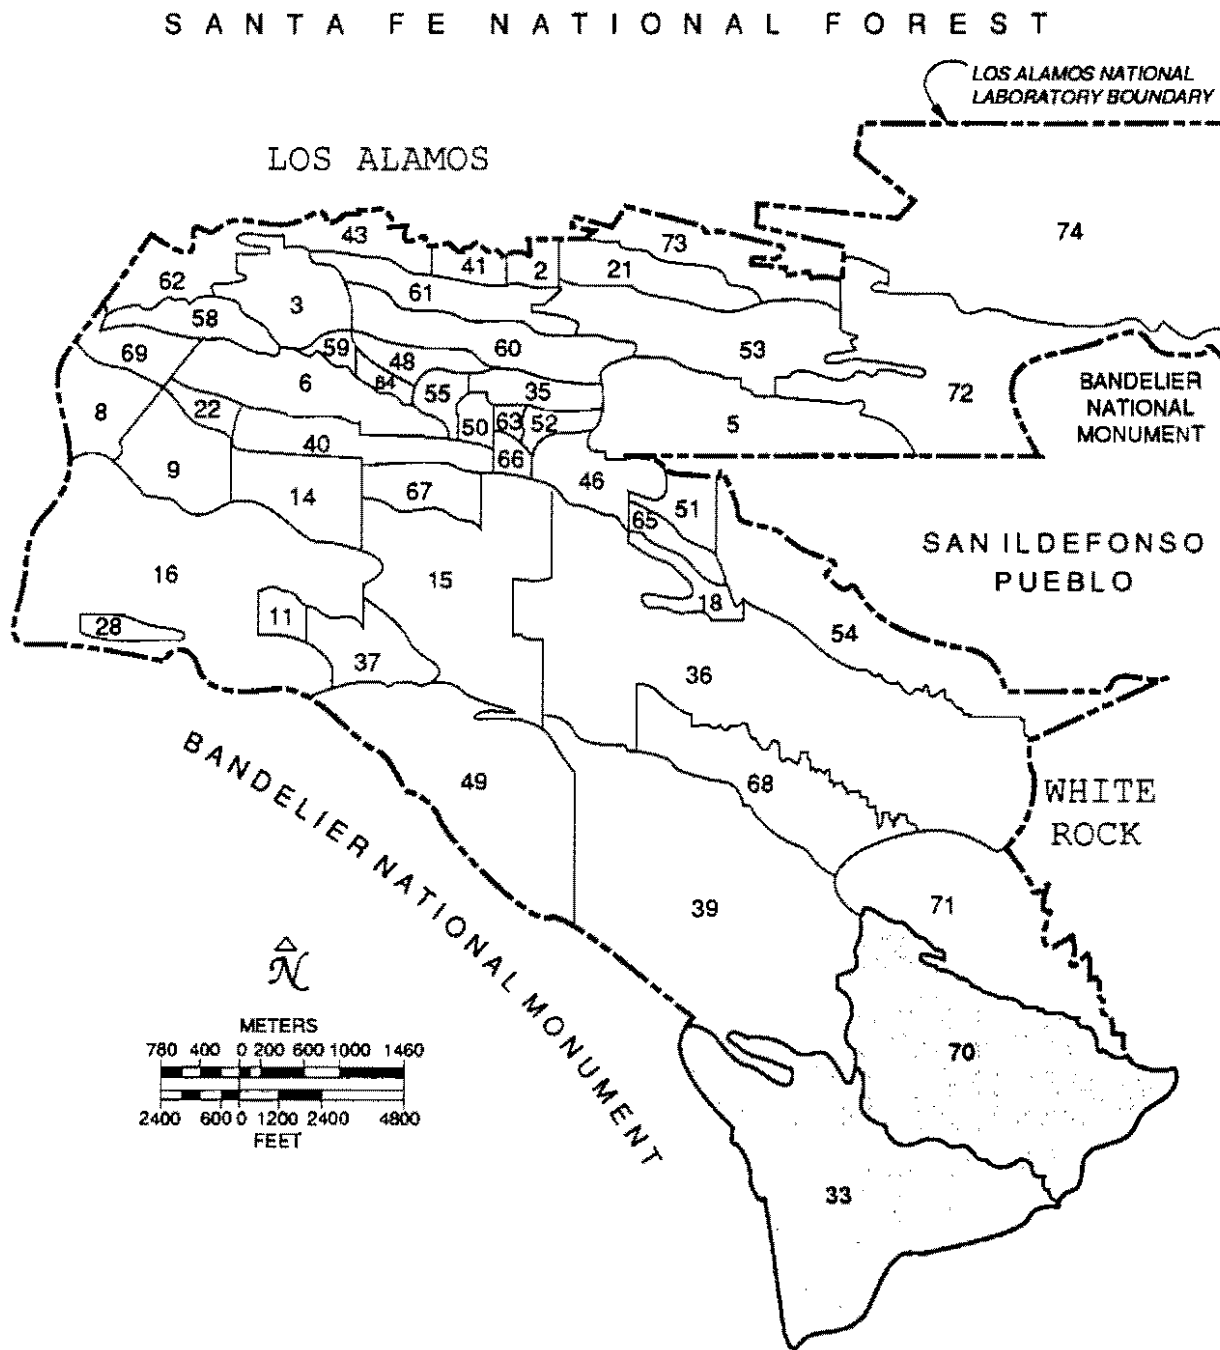 SANTA FE NATIONAL FOREST
LOS ALAMOS NATIONAL
LABORATORY BOUNDARY
LOS ALAMOS
74
43
73
41
2
21
62
61
3
58
53
59
60
69
48
6
64
55
35
72
BANDELIER
NATIONAL
MONUMENT
8
22
50
63
52
5
40
66
9
14
67
46
51
65
SAN ILDEFONSO
PUEBLO
16
15
18
28
11
54
37
36
BANDELIER NATIONAL MONUMENT
49
68
WHITE
ROCK
39
71
N
METERS
780 400 0 200 600 1000 1460
2400 600 0 1200 2400 4800
FEET
70
33